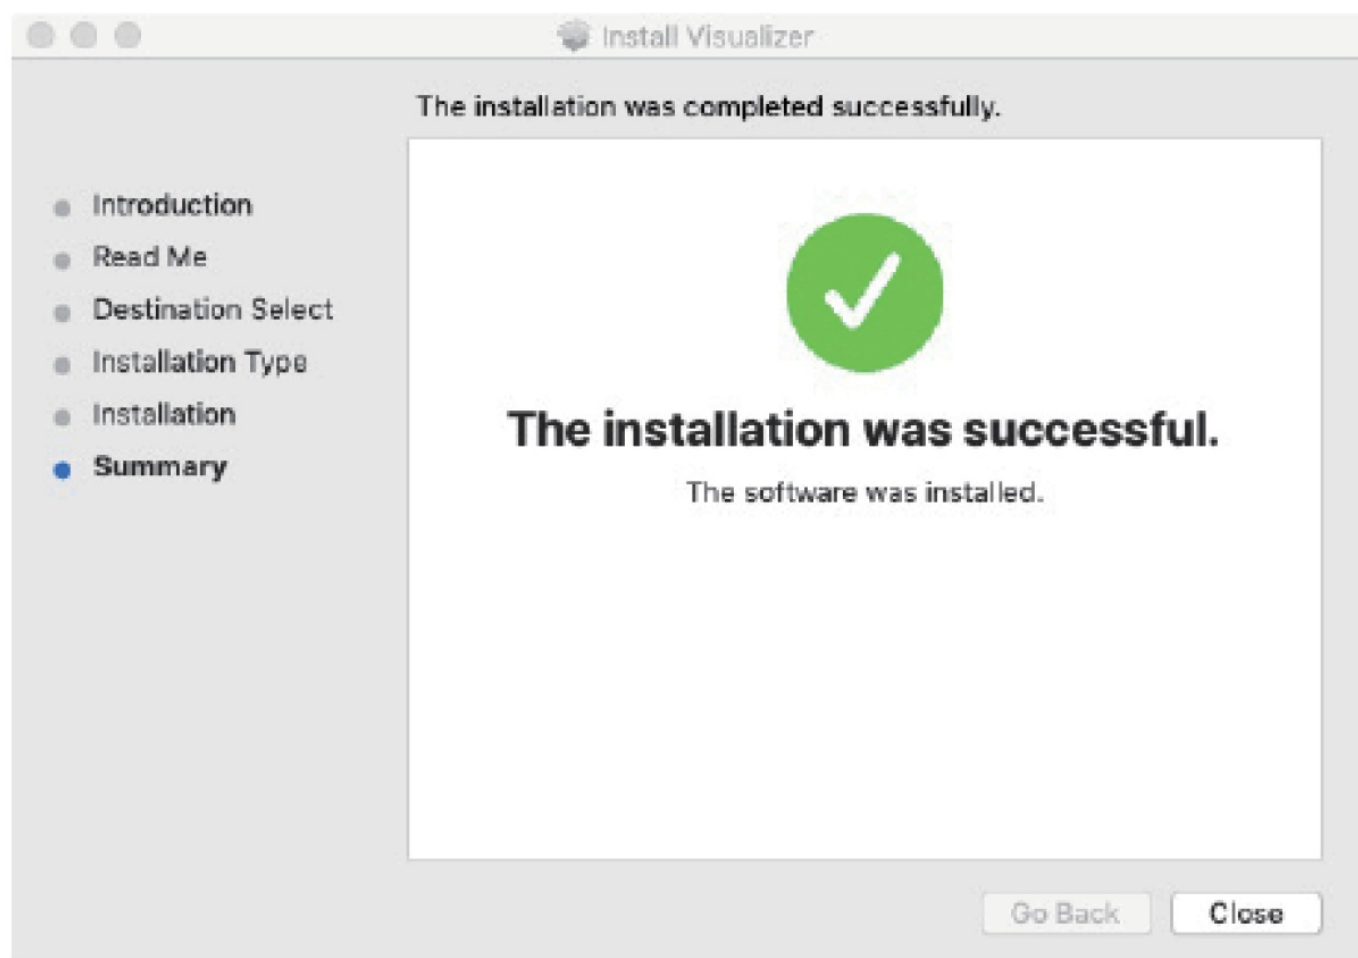 Install Visualizer
The installation was completed successfully.
Introduction
Read Me
Destination Select
Installation Type
Installation
Summary
The installation was successful.
The software was installed.
Go Back
Close